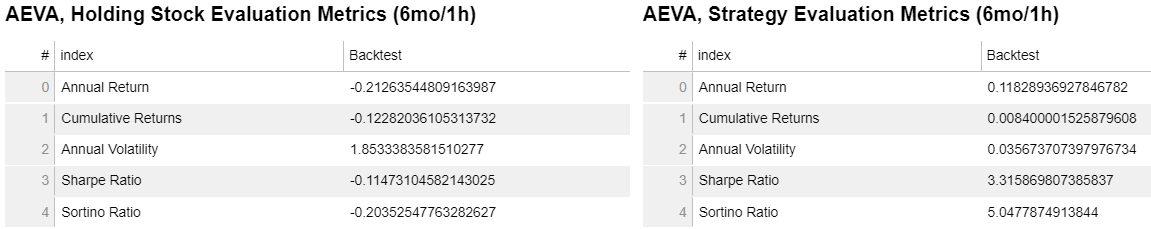 AEVA, Holding Stock Evaluation Metrics (6mo/1h)
# index Backtest
0 Annual Return -0.21263544809163987
1 Cumulative Returns -0.12282036105313732
2 Annual Volatility 1.8533383581510277
3 Sharpe Ratio -0.11473104582143025
4 Sortino Ratio -0.20352547763282627
AEVA, Strategy Evaluation Metrics (6mo/1h)
# index Backtest
0 Annual Return 0.11828936927846782
1 Cumulative Returns 0.008400001525879608
2 Annual Volatility 0.035673707397976734
3 Sharpe Ratio 3.315869807385837
4 Sortino Ratio 5.0477874913844